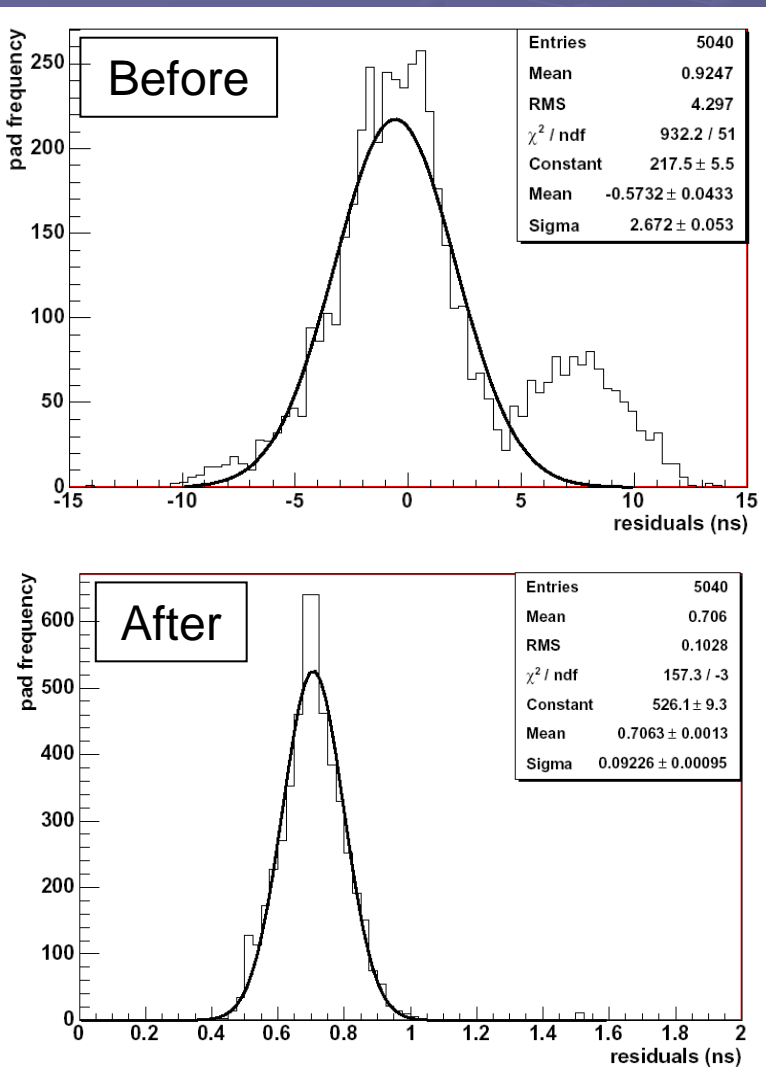 Before
pad frequency
250
200
150
100
50
0
-15 -10 -5 0 5 10 15
residuals (ns)
Entries 5040
Mean 0.9247
RMS 4.297
χ² / ndf 932.2 / 51
Constant 217.5 ± 5.5
Mean -0.5732 ± 0.0433
Sigma 2.672 ± 0.053
After
pad frequency
600
500
400
300
200
100
0
0 0.2 0.4 0.6 0.8 1 1.2 1.4 1.6 1.8 2
residuals (ns)
Entries 5040
Mean 0.706
RMS 0.1028
χ² / ndf 157.3 / -3
Constant 526.1 ± 9.3
Mean 0.7063 ± 0.0013
Sigma 0.09226 ± 0.00095